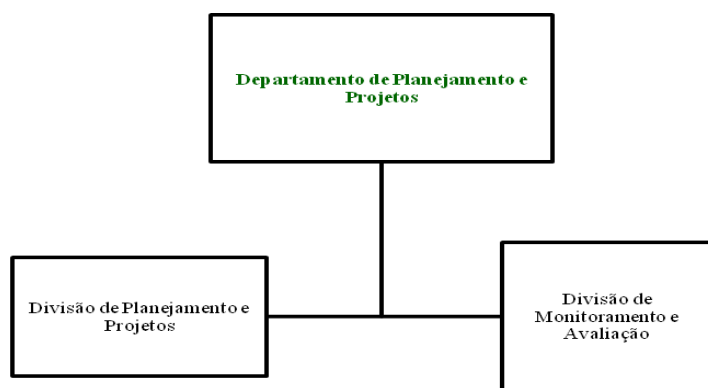 Departamento de Planejamento e
Projetos
Divisão de Planejamento e
Projetos
Divisão de
Monitoramento e
Avaliação